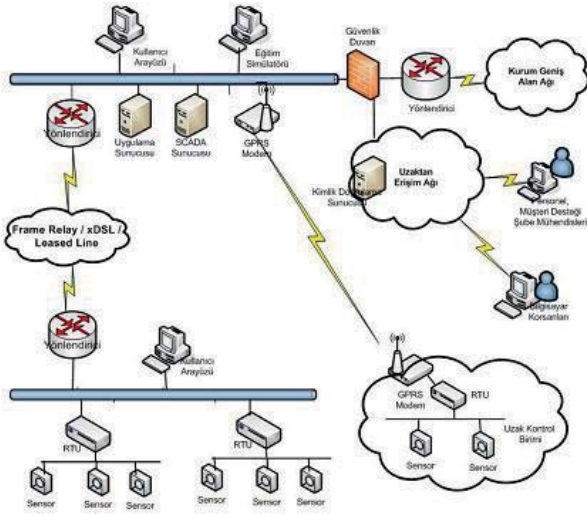 Kullanıcı
Arayüzü
Eğitim
Simülatörü
Güvenlik
Duvarı
Yönlendirici
Kurum Geniş
Alan Ağı
Yönlendirici
Uygulama
Sunucusu
SCADA
Sunucusu
GPRS
Modem
Kimlik Doğrulama
Sunucusu
Uzaktan
Erişim Ağı
Personel,
Müşteri Desteği
Şube Mühendisleri
Frame Relay / xDSL /
Leased Line
Bilgisayar
Korsanları
Yönlendirici
Kullanıcı
Arayüzü
GPRS
Modem
RTU
Uzak Kontrol
Birimi
Sensor
Sensor
RTU
RTU
Sensor
Sensor
Sensor
Sensor
Sensor
Sensor